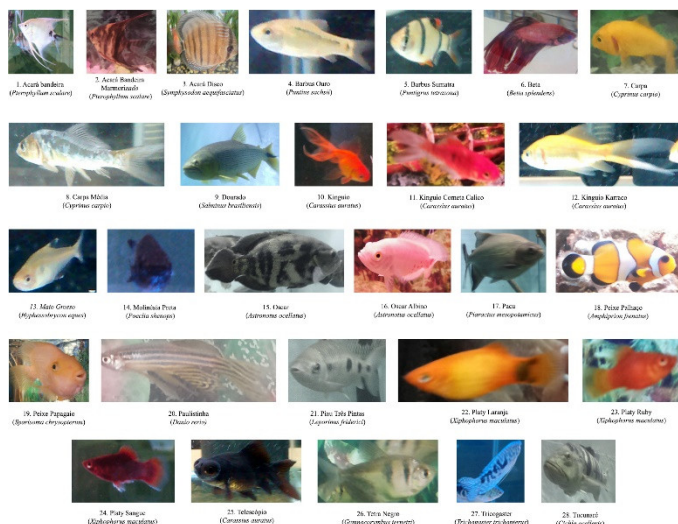 1. Acará bandeira
(Pterophyllum scalare)
2. Acará Bandeira
Marmorizado
(Pterophyllum scalare)
3. Acará Disco
(Symphysodon aequifasciatus)
4. Barbus Ouro
(Puntius sachsii)
5. Barbus Sumatra
(Puntigrus tetrazona)
6. Beta
(Betta splendens)
7. Carpa
(Cyprinus carpio)
8. Carpa Média
(Cyprinus carpio)
9. Dourado
(Salminus brasiliensis)
10. Kinguio
(Carassius auratus)
11. Kinguio Cometa Calico
(Carassius auratus)
12. Kinguio Karraco
(Carassius auratus)
13. Mato Grosso
(Hyphessobrycon eques)
14. Molinésia Preta
(Poecilia sphenops)
15. Oscar
(Astronotus ocellatus)
16. Oscar Albino
(Astronotus ocellatus)
17. Pacu
(Piaractus mesopotamicus)
18. Peixe Palhaço
(Amphiprion frenatus)
19. Peixe Papagaio
(Sparisoma chrysopterum)
20. Paulistinha
(Danio rerio)
21. Piau Três Pintas
(Leporinus friderici)
22. Platy Laranja
(Xiphophorus maculatus)
23. Platy Ruby
(Xiphophorus maculatus)
24. Platy Sangue
(Xiphophorus maculatus)
25. Telescópio
(Carassus auratus)
26. Tetra Negro
(Gymnocorymbus ternetzi)
27. Tricogaster
(Trichogaster trichopterus)
28. Tucunaré
(Cichla ocellaris)